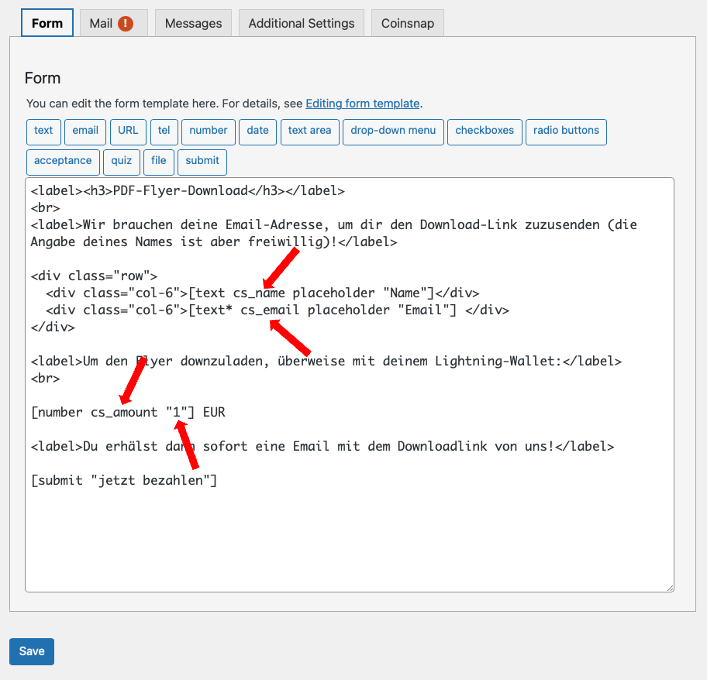 Form
Mail !
Messages
Additional Settings
Coinsnap
Form
You can edit the form template here. For details, see Editing form template.
text email URL tel number date text area drop-down menu checkboxes radio buttons
acceptance quiz file submit
<label><h3>PDF-Flyer-Download</h3></label>
<br>
<label>Wir brauchen deine Email-Adresse, um dir den Download-Link zuzusenden (die
Angabe deines Names ist aber freiwillig)!</label>
<div class="row">
<div class="col-6">[text cs_name placeholder "Name"]</div>
<div class="col-6">[text* cs_email placeholder "Email"] </div>
</div>
<label>Um den Flyer downzuladen, überweise mit deinem Lightning-Wallet:</label>
<br>
[number cs_amount "1"] EUR
<label>Du erhälst dann sofort eine Email mit dem Downloadlink von uns!</label>
[submit "jetzt bezahlen"]
Save